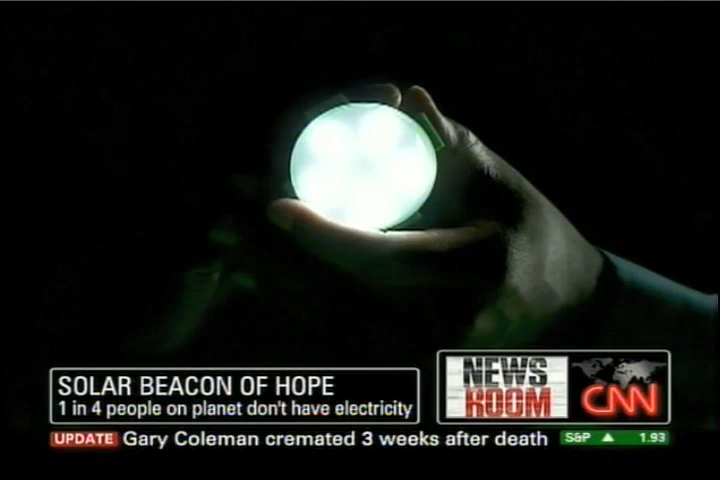 SOLAR BEACON OF HOPE
1 in 4 people on planet don't have electricity
NEWS
ROOM
CNN
UPDATE Gary Coleman cremated 3 weeks after death S&P ▲ 1.93